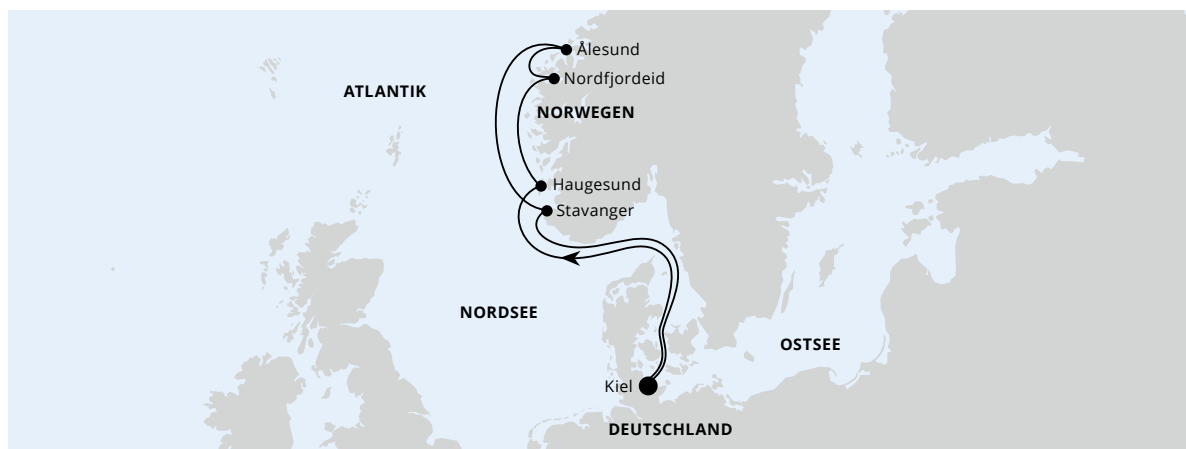 Ålesund
Nordfjordeid
ATLANTIK
NORWEGEN
Haugesund
Stavanger
NORDSEE
OSTSEE
Kiel
DEUTSCHLAND